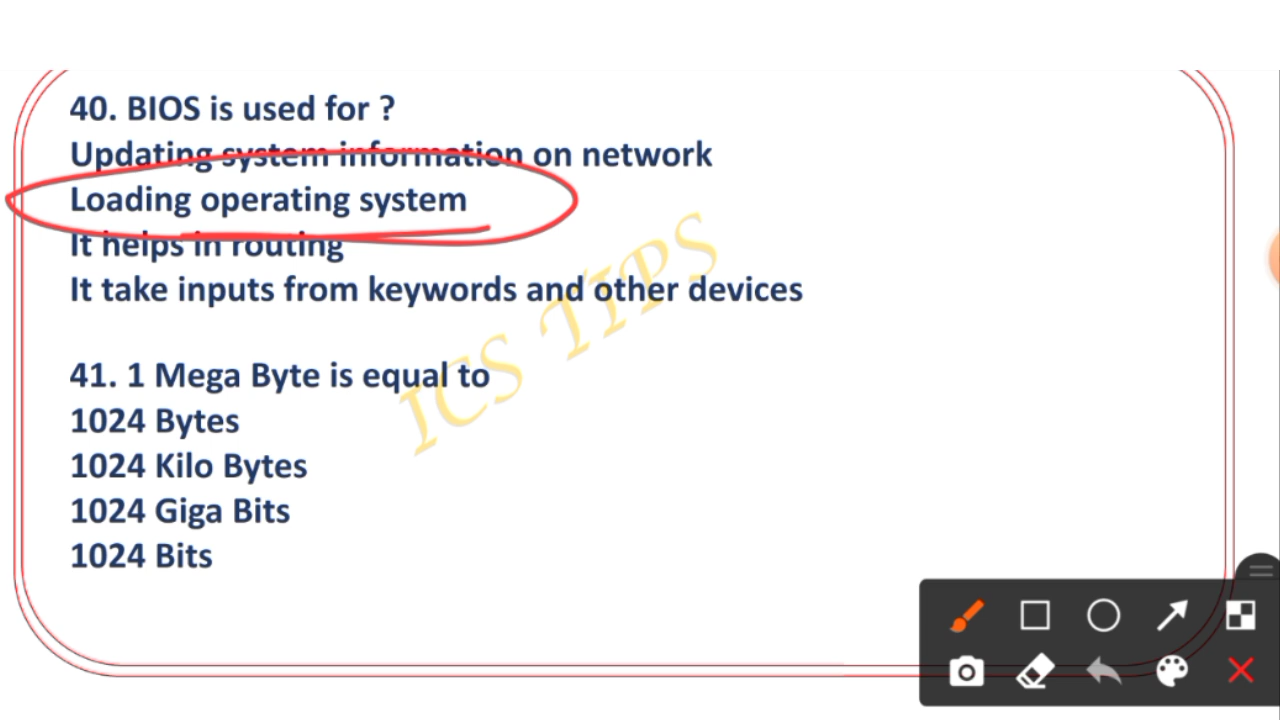 40. BIOS is used for ?
Updating system information on network
Loading operating system
It helps in routing
It take inputs from keywords and other devices
41. 1 Mega Byte is equal to
1024 Bytes
1024 Kilo Bytes
1024 Giga Bits
1024 Bits
ICS TIPS